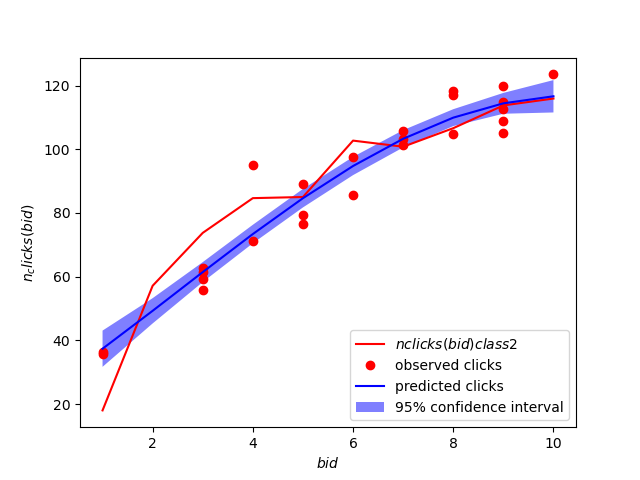 120
100
80
60
40
20
n_clicks(bid)
2
4
6
8
10
bid
nclicks(bid)class2
observed clicks
predicted clicks
95% confidence interval